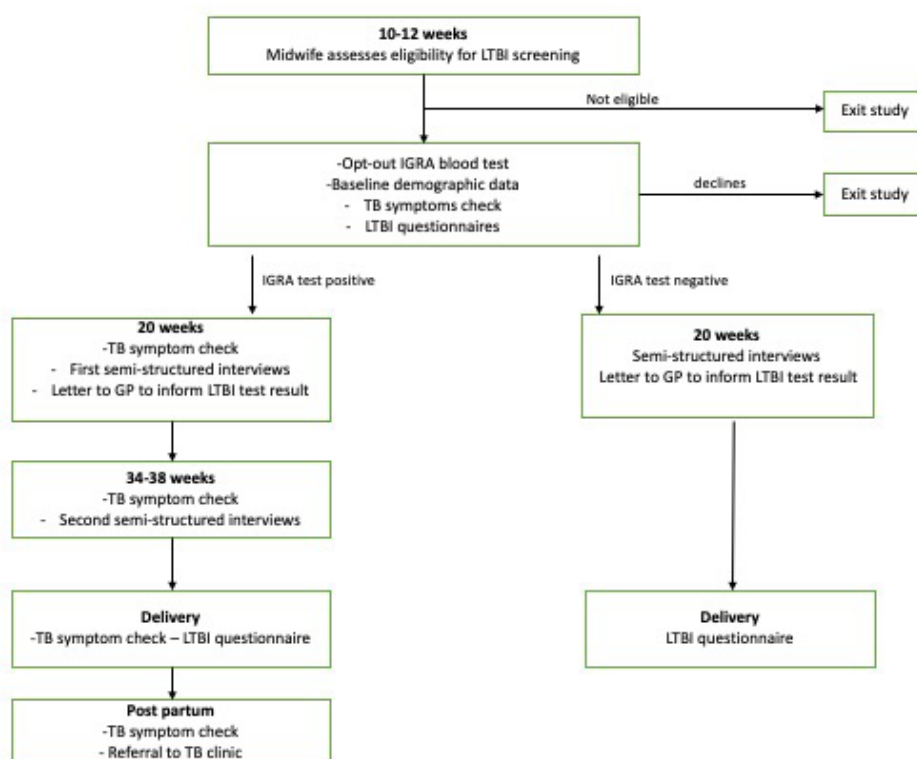 10-12 weeks
Midwife assesses eligibility for LTBI screening
Not eligible
Exit study
-Opt-out IGRA blood test
-Baseline demographic data
- TB symptoms check
- LTBI questionnaires
declines
Exit study
IGRA test positive
IGRA test negative
20 weeks
-TB symptom check
- First semi-structured interviews
- Letter to GP to inform LTBI test result
20 weeks
Semi-structured interviews
Letter to GP to inform LTBI test result
34-38 weeks
-TB symptom check
- Second semi-structured interviews
Delivery
-TB symptom check – LTBI questionnaire
Delivery
LTBI questionnaire
Post partum
-TB symptom check
- Referral to TB clinic